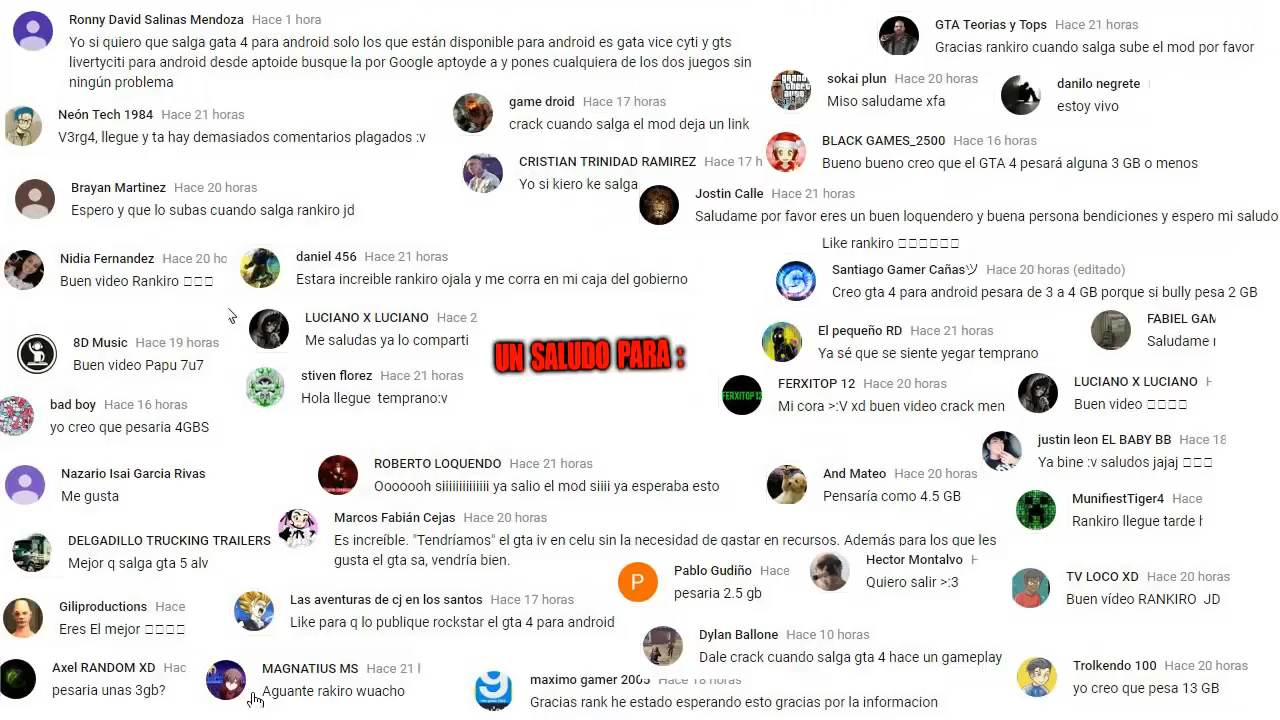 Ronny David Salinas Mendoza Hace 1 hora
Yo si quiero que salga gata 4 para android solo los que están disponible para android es gata vice cyti y gts
livertyciti para android desde aptoide busque la por Google aptoyde a y pones cualquiera de los dos juegos sin
ningún problema
GTA Teorias y Tops Hace 21 horas
Gracias rankiro cuando salga sube el mod por favor
sokai plun Hace 20 horas
Miso saludame xfa
danilo negrete
estoy vivo
Neón Tech 1984 Hace 21 horas
V3rg4, llegue y ta hay demasiados comentarios plagados :v
game droid Hace 17 horas
crack cuando salga el mod deja un link
BLACK GAMES_2500 Hace 16 horas
Bueno bueno creo que el GTA 4 pesará alguna 3 GB o menos
CRISTIAN TRINIDAD RAMIREZ Hace 17 h
Yo si kiero ke salga
Brayan Martinez Hace 20 horas
Espero y que lo subas cuando salga rankiro jd
Jostin Calle Hace 21 horas
Saludame por favor eres un buen loquendero y buena persona bendiciones y espero mi saludo
Like rankiro □□□□□□
Nidia Fernandez Hace 20 ho
Buen video Rankiro □□□
daniel 456 Hace 21 horas
Estara increible rankiro ojala y me corra en mi caja del gobierno
Santiago Gamer Cañasツ Hace 20 horas (editado)
Creo gta 4 para android pesara de 3 a 4 GB porque si bully pesa 2 GB
LUCIANO X LUCIANO Hace 2
Me saludas ya lo comparti
8D Music Hace 19 horas
Buen video Papu 7u7
UN SALUDO PARA :
El pequeño RD Hace 21 horas
Ya sé que se siente yegar temprano
FABIEL GAM
Saludame
stiven florez Hace 21 horas
Hola llegue temprano:v
FERXITOP 12
FERXITOP 12 Hace 20 horas
Mi cora >:V xd buen video crack men
LUCIANO X LUCIANO H
Buen video □□□□
bad boy Hace 16 horas
yo creo que pesaria 4GBS
justin leon EL BABY BB Hace 18
Ya bine :v saludos jajaj □□□
Nazario Isai Garcia Rivas
Me gusta
ROBERTO LOQUENDO Hace 21 horas
Ooooooh siiiiiiiiiiiiii ya salio el mod siiii ya esperaba esto
And Mateo Hace 20 horas
Pensaría como 4.5 GB
MunifiestTiger4 Hace
Rankiro llegue tarde
DELGADILLO TRUCKING TRAILERS
Mejor q salga gta 5 alv
Marcos Fabián Cejas Hace 20 horas
Es increíble. "Tendríamos" el gta iv en celu sin la necesidad de gastar en recursos. Además para los que les
gusta el gta sa, vendría bien.
P
Pablo Gudiño Hace
pesaria 2.5 gb
Hector Montalvo H
Quiero salir >:3
TV LOCO XD Hace 20 horas
Buen vídeo RANKIRO JD
Giliproductions Hace
Eres El mejor □□□□
Las aventuras de cj en los santos Hace 17 horas
Like para q lo publique rockstar el gta 4 para android
Dylan Ballone Hace 10 horas
Dale crack cuando salga gta 4 hace un gameplay
Axel RANDOM XD Hac
pesaria unas 3gb?
MAGNATIUS MS Hace 21
Aguante rakiro wuacho
maximo gamer 2005 Hace 18 horas
Gracias rank he estado esperando esto gracias por la informacion
Trolkendo 100 Hace 20 horas
yo creo que pesa 13 GB